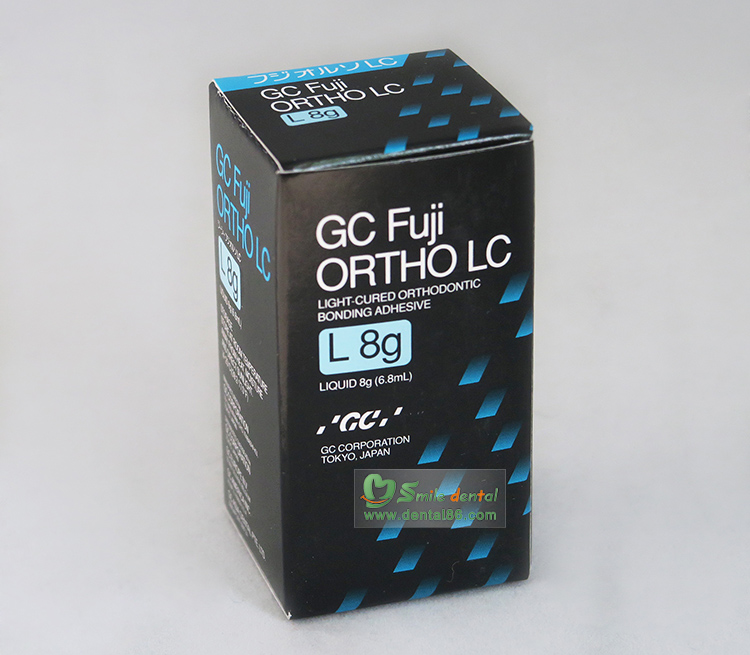 フジオルソLC
GC Fuji
ORTHO LC
L 8g
GC Fuji
ORTHO LC
L 8g
GC Fuji
ORTHO LC
LIGHT-CURED ORTHODONTIC
BONDING ADHESIVE
L 8g
LIQUID 8g (6.8mL)
GC
GC CORPORATION
TOKYO, JAPAN
Smile dental
www.dental86.com